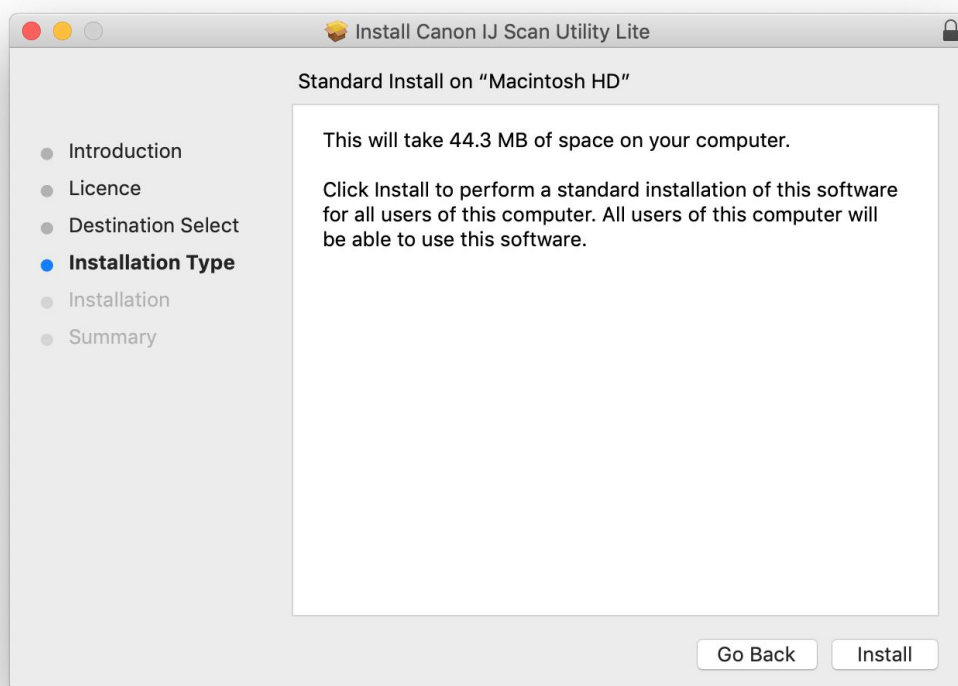 Install Canon IJ Scan Utility Lite
Standard Install on “Macintosh HD”
Introduction
Licence
Destination Select
Installation Type
Installation
Summary
This will take 44.3 MB of space on your computer.
Click Install to perform a standard installation of this software
for all users of this computer. All users of this computer will
be able to use this software.
Go Back
Install